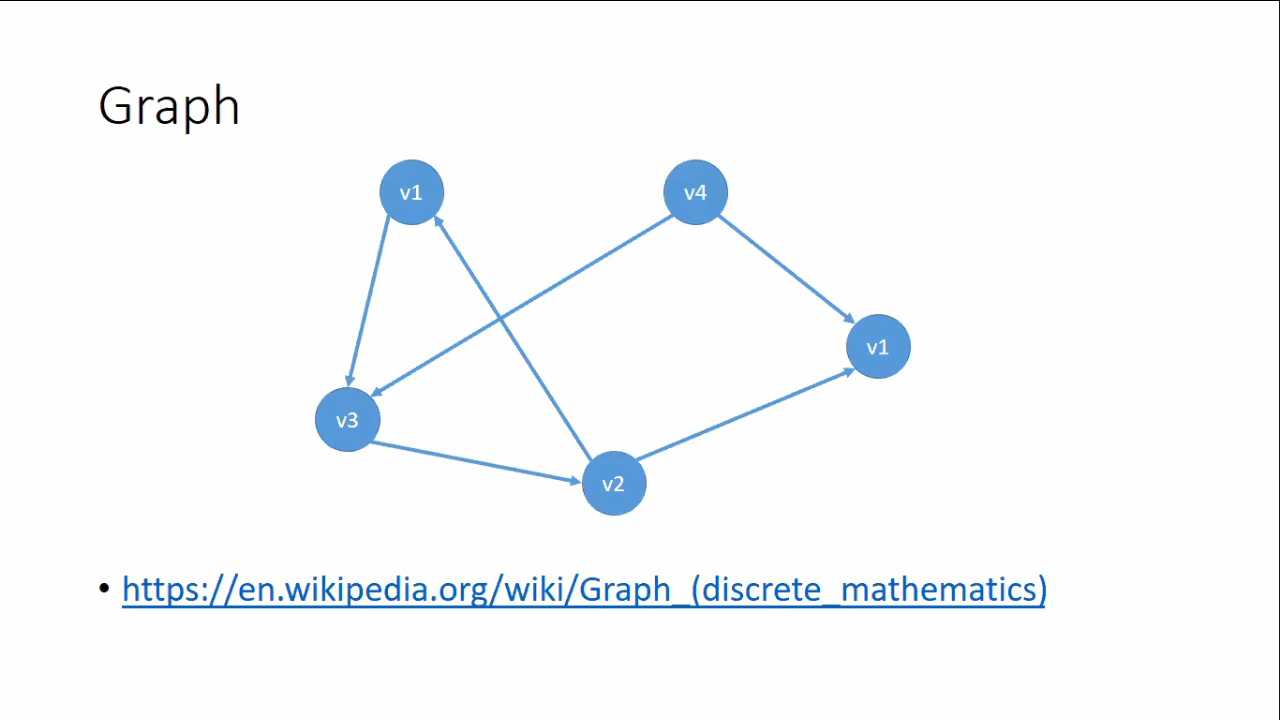 Graph
v1
v4
v1
v3
v2
• https://en.wikipedia.org/wiki/Graph_(discrete_mathematics)